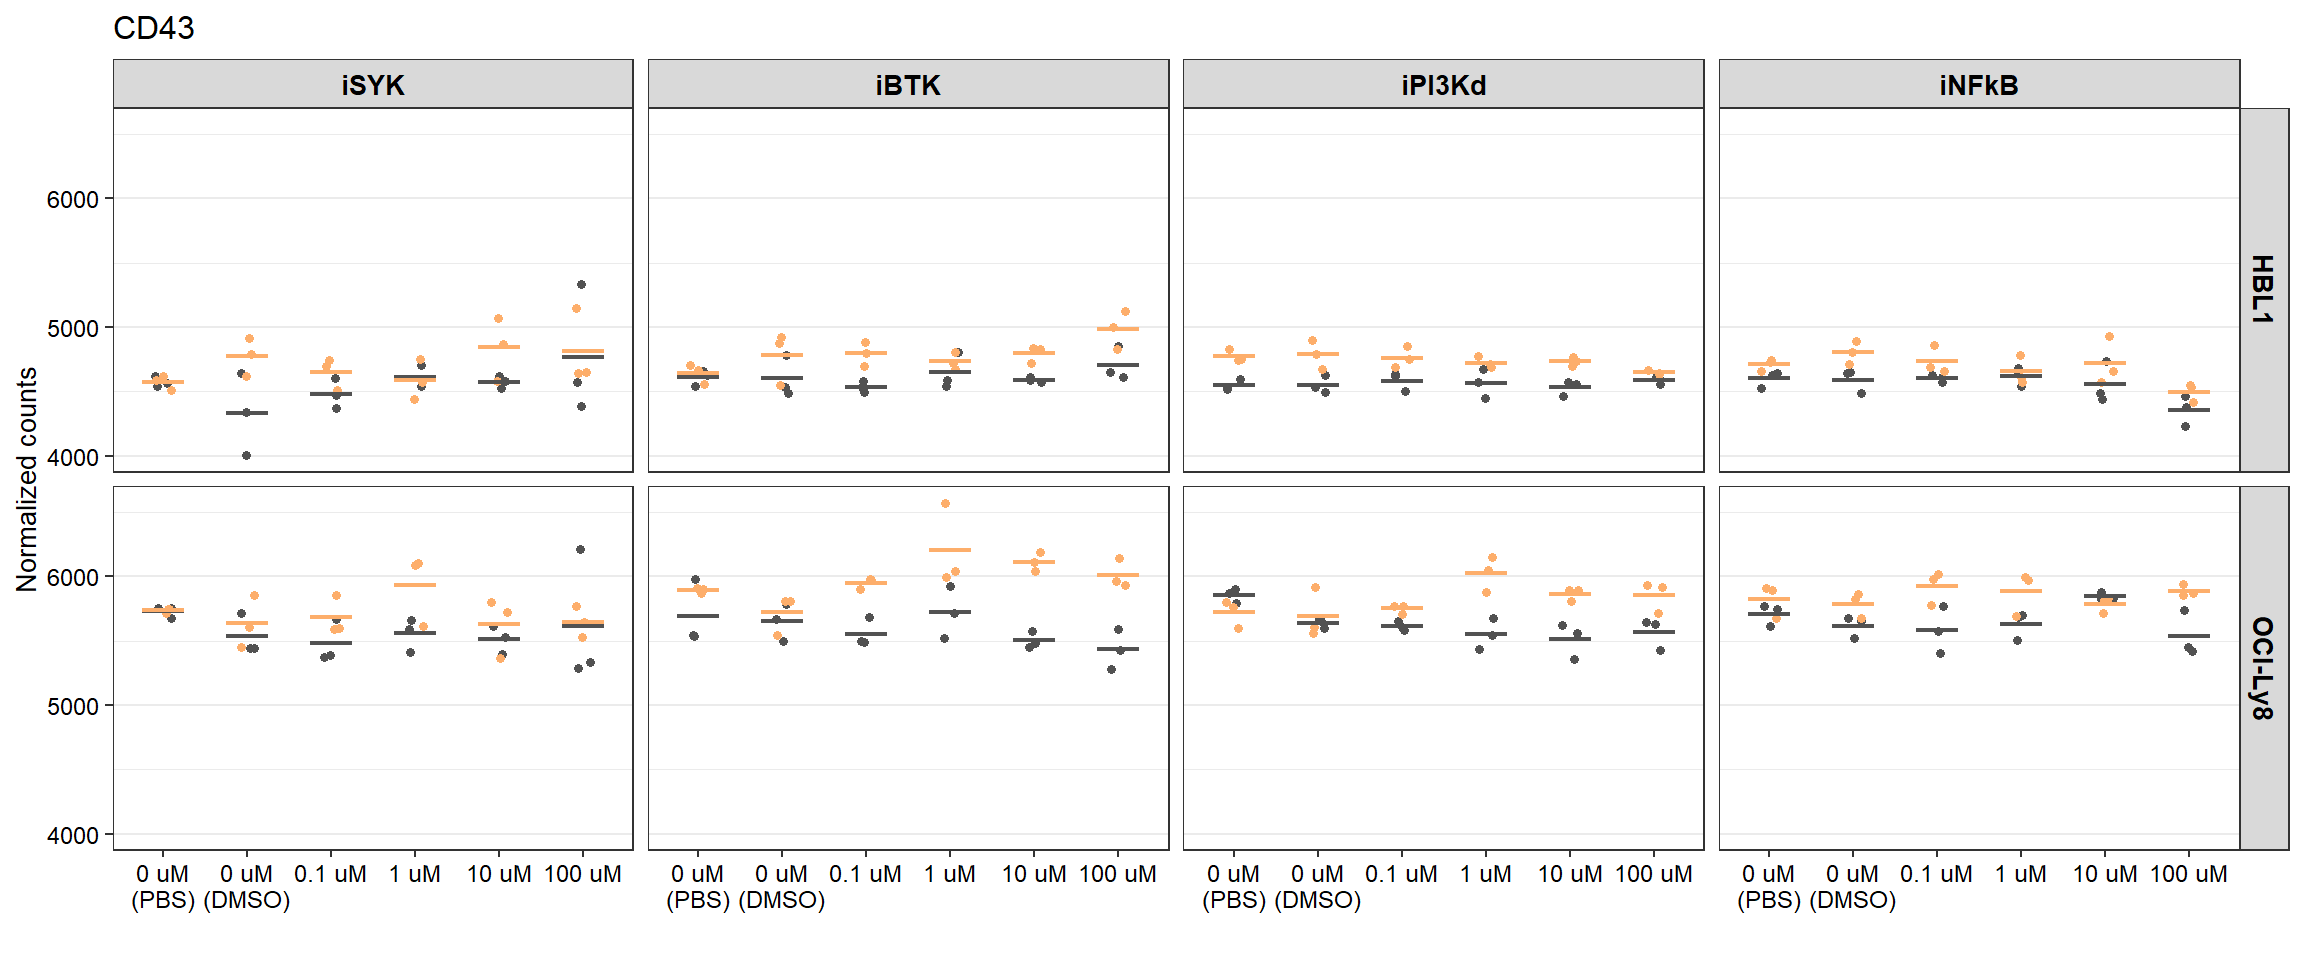 CD43
iSYK
iBTK
iPI3Kd
iNFkB
Normalized counts
6000
5000
4000
HBL1
6000
5000
4000
OCI-Ly8
0 uM (PBS)
0 uM (DMSO)
0.1 uM
1 uM
10 uM
100 uM
0 uM (PBS)
0 uM (DMSO)
0.1 uM
1 uM
10 uM
100 uM
0 uM (PBS)
0 uM (DMSO)
0.1 uM
1 uM
10 uM
100 uM
0 uM (PBS)
0 uM (DMSO)
0.1 uM
1 uM
10 uM
100 uM